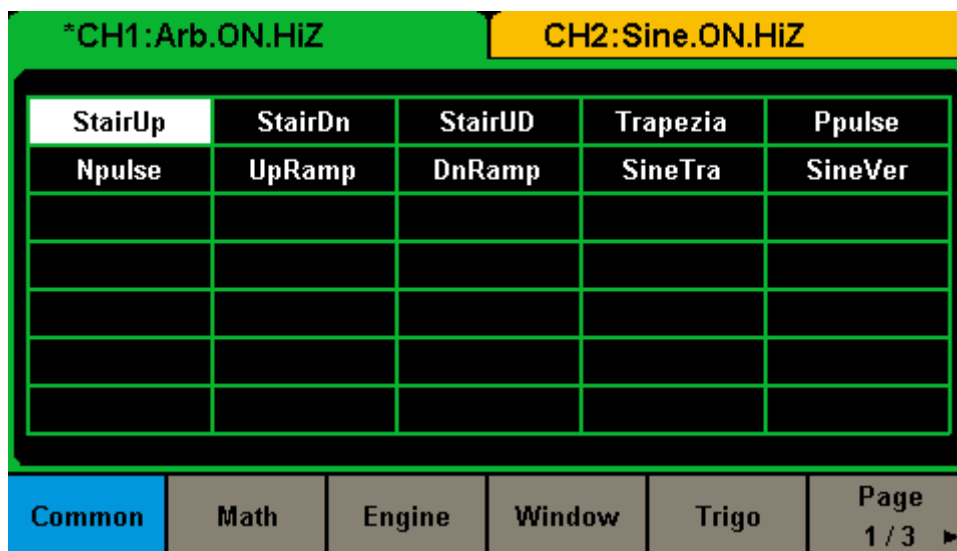 *CH1:Arb.ON.HiZ CH2:Sine.ON.HiZ
StairUp StairDn StairUD Trapezia Ppulse
Npulse UpRamp DnRamp SineTra SineVer
Common Math Engine Window Trigo Page
1 / 3 ►